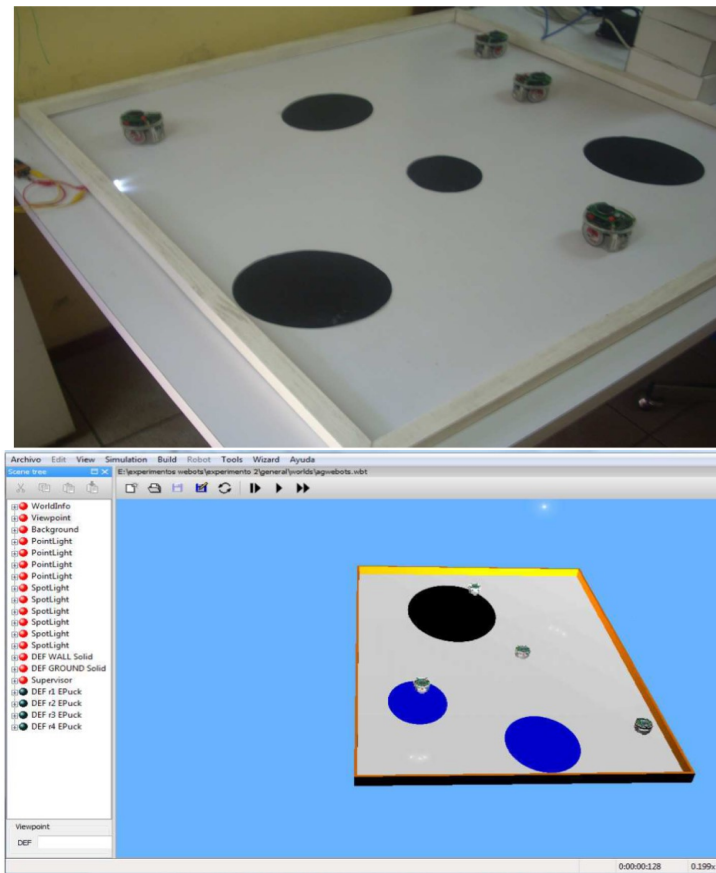 Archivo Edit View Simulation Build Robot Tools Wizard Ayuda
Scene tree
E:\experimentos webots\experimento 2\general\worlds\agwebots.wbt
WorldInfo
Viewpoint
Background
PointLight
PointLight
PointLight
PointLight
SpotLight
SpotLight
SpotLight
SpotLight
SpotLight
SpotLight
DEF WALL Solid
DEF GROUND Solid
Supervisor
DEF r1 EPuck
DEF r2 EPuck
DEF r3 EPuck
DEF r4 EPuck
Viewpoint
DEF
0:00:00:128 0.199x